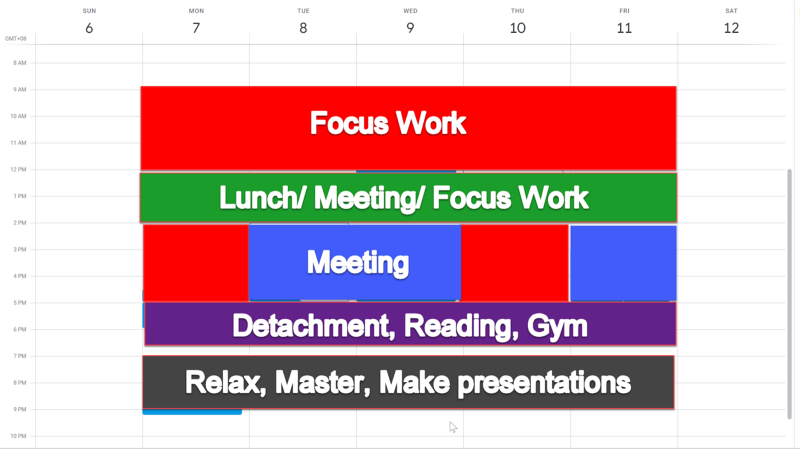 SUN MON TUE WED THU FRI SAT
6 7 8 9 10 11 12
GMT+08
8 AM
9 AM
Focus Work
10 AM
11 AM
12 PM
Lunch/ Meeting/ Focus Work
1 PM
2 PM
Meeting
3 PM
4 PM
5 PM
Detachment, Reading, Gym
6 PM
7 PM
Relax, Master, Make presentations
8 PM
9 PM
10 PM